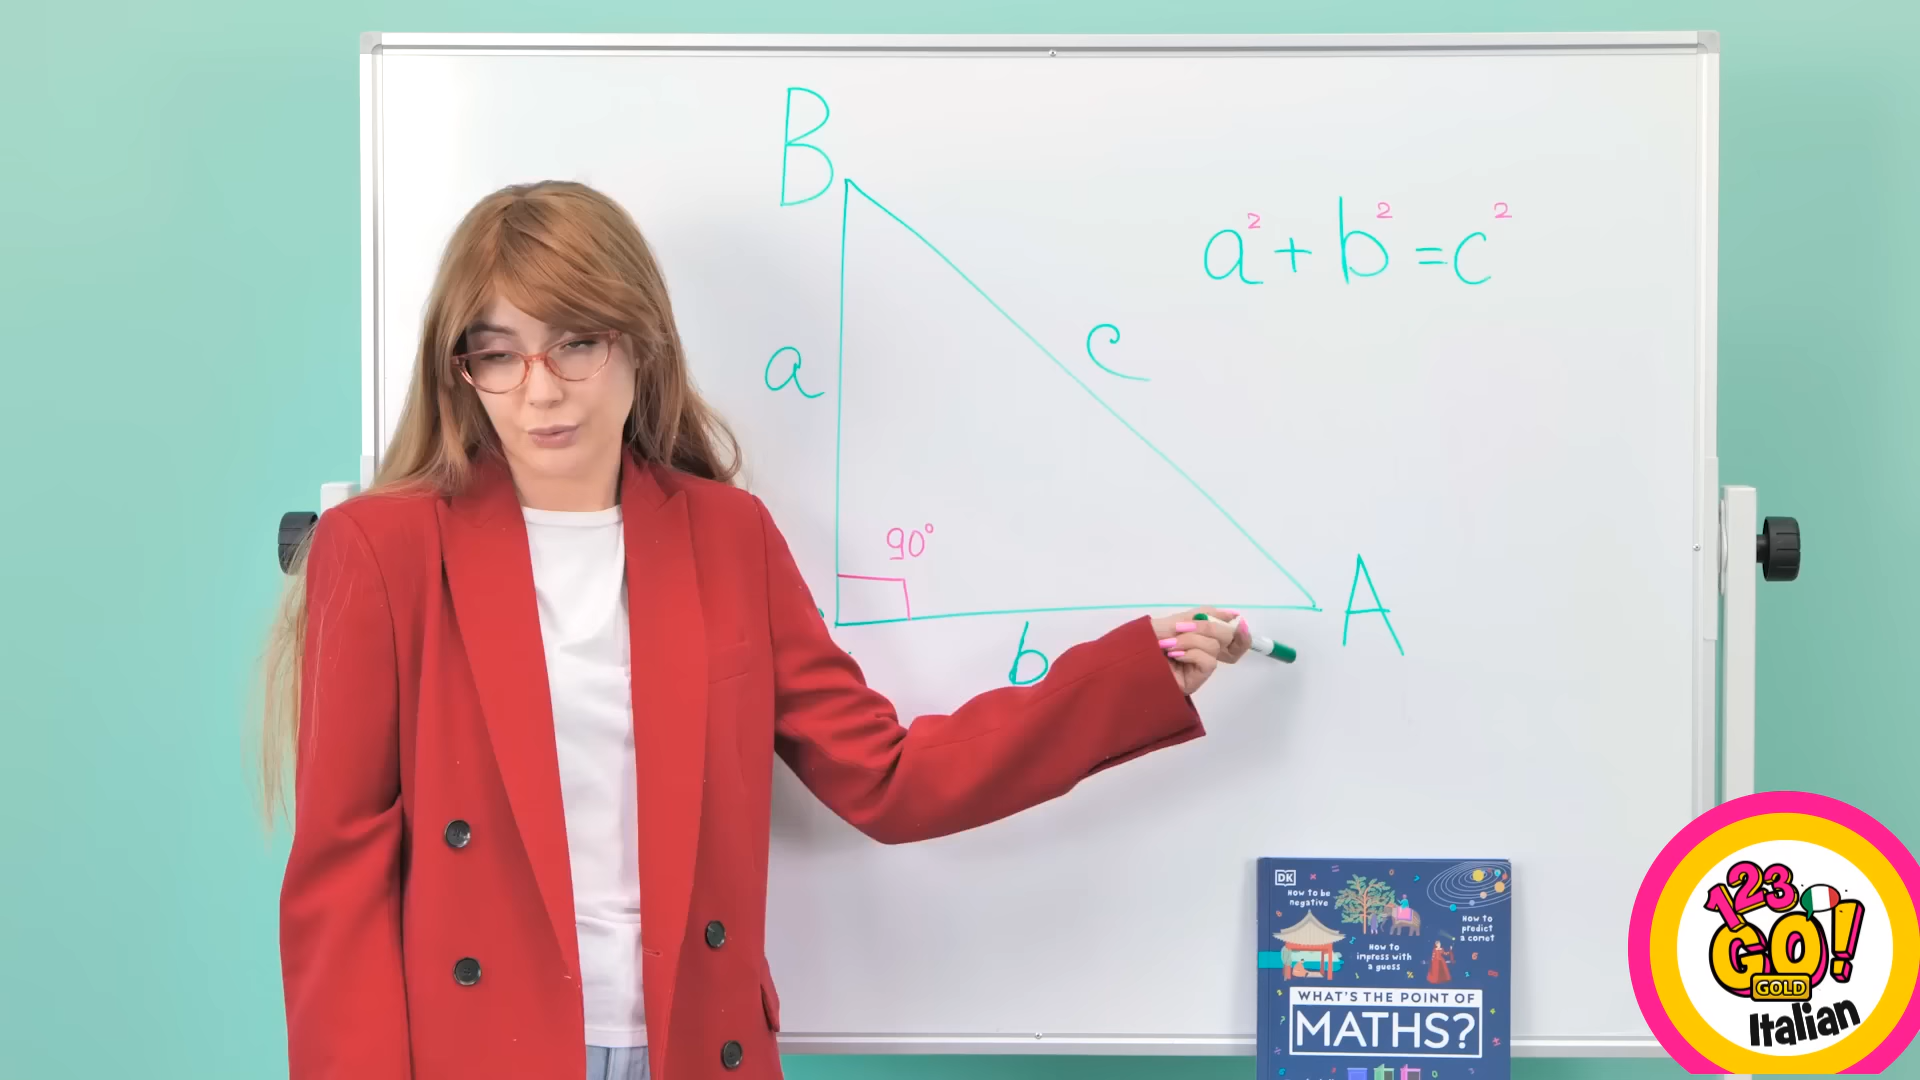 B
a² + b² = c²
c
a
90°
A
b
DK
How to be
negative
How to
predict
a comet
How to
impress with
a guess
WHAT'S THE POINT OF
MATHS?
123
GO!
GOLD
Italian